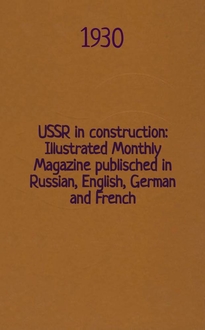 1930
USSR in construction:
Illustrated Monthly
Magazine publisched in
Russian, English, German
and French